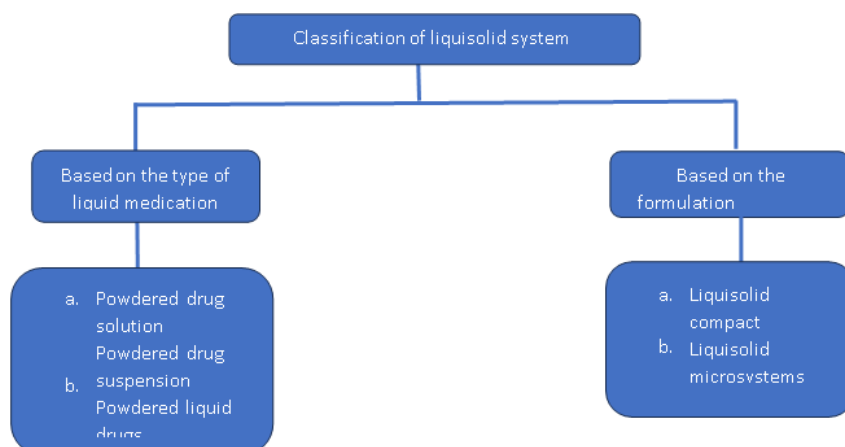 Classification of liquisolid system
Based on the type of
liquid medication
Based on the
formulation
a. Powdered drug
solution
Powdered drug
b. suspension
Powdered liquid
drugs
a. Liquisolid
compact
b. Liquisolid
microsystems